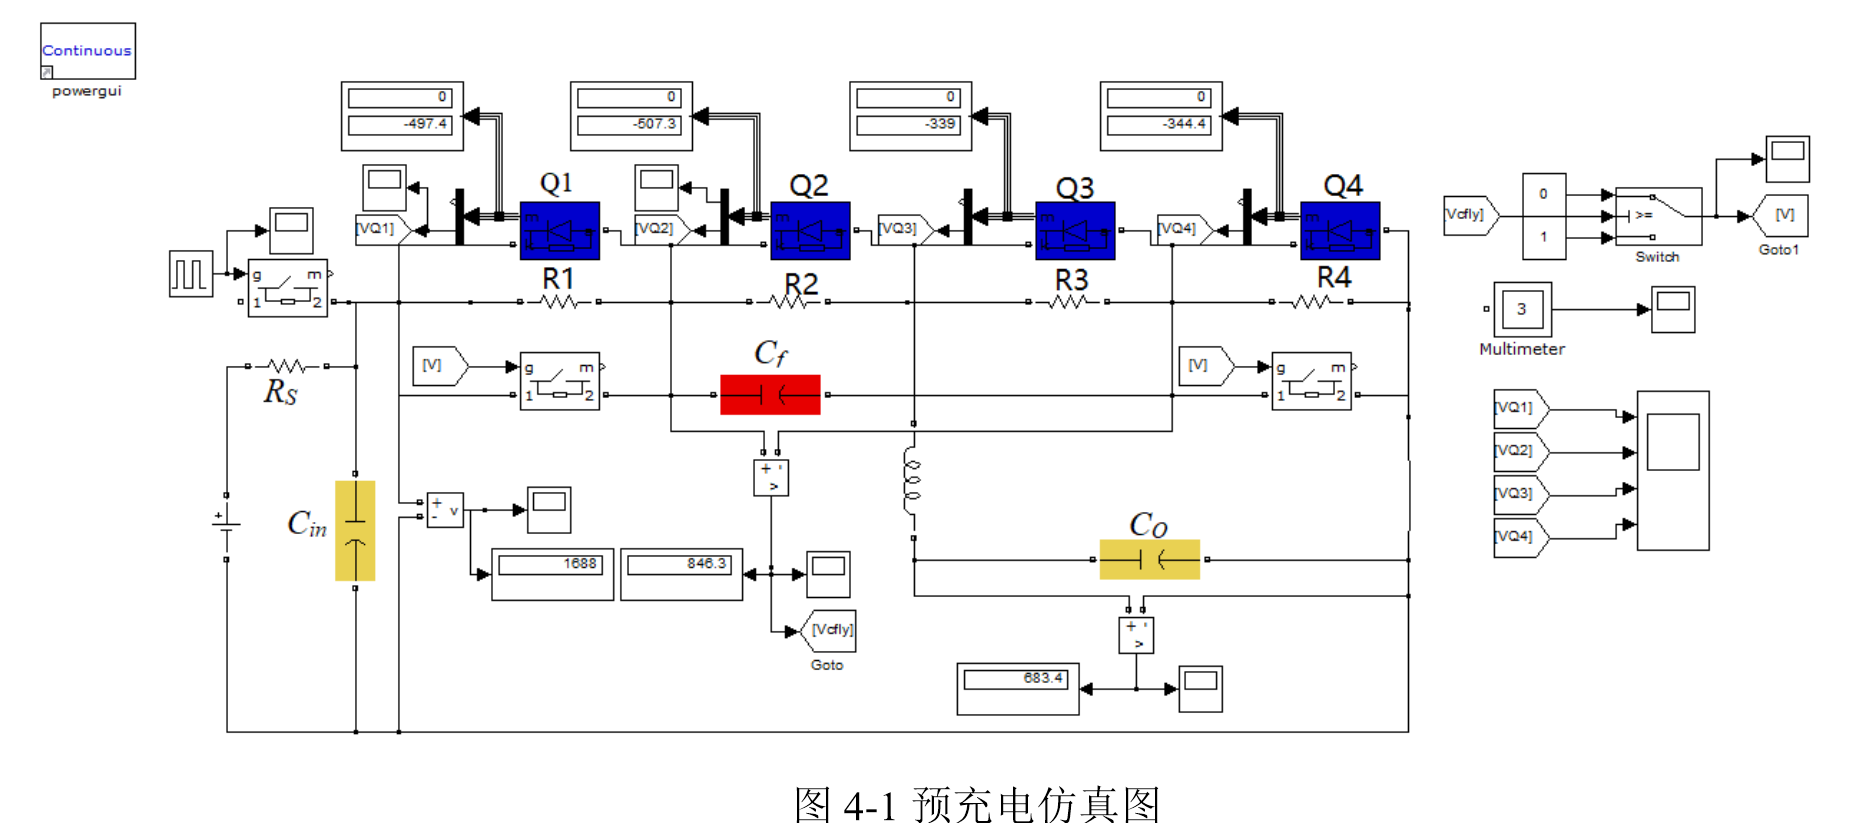 Continuous
powergui
0
-497.4
0
-507.3
0
-339
0
-344.4
Q1
Q2
Q3
Q4
m
m
m
m
[VQ1]
[VQ2]
[VQ3]
[VQ4]
[Vcfly]
0
1
>=
Switch
[V]
Goto1
g
m
1
2
R1
R2
R3
R4
3
Multimeter
[V]
g
m
1
2
C_f
[V]
g
m
1
2
R_S
[VQ1]
[VQ2]
[VQ3]
[VQ4]
+
-
v
+
-
v
+
C_in
1688
846.3
C_O
[Vcfly]
Goto
+
-
v
683.4
图 4-1 预充电仿真图